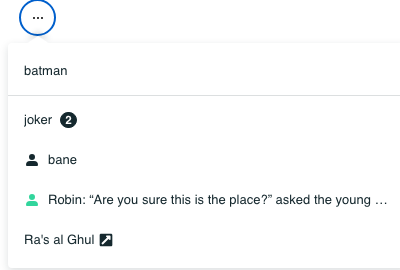 ...
batman
joker 2
bane
Robin: “Are you sure this is the place?” asked the young …
Ra's al Ghul